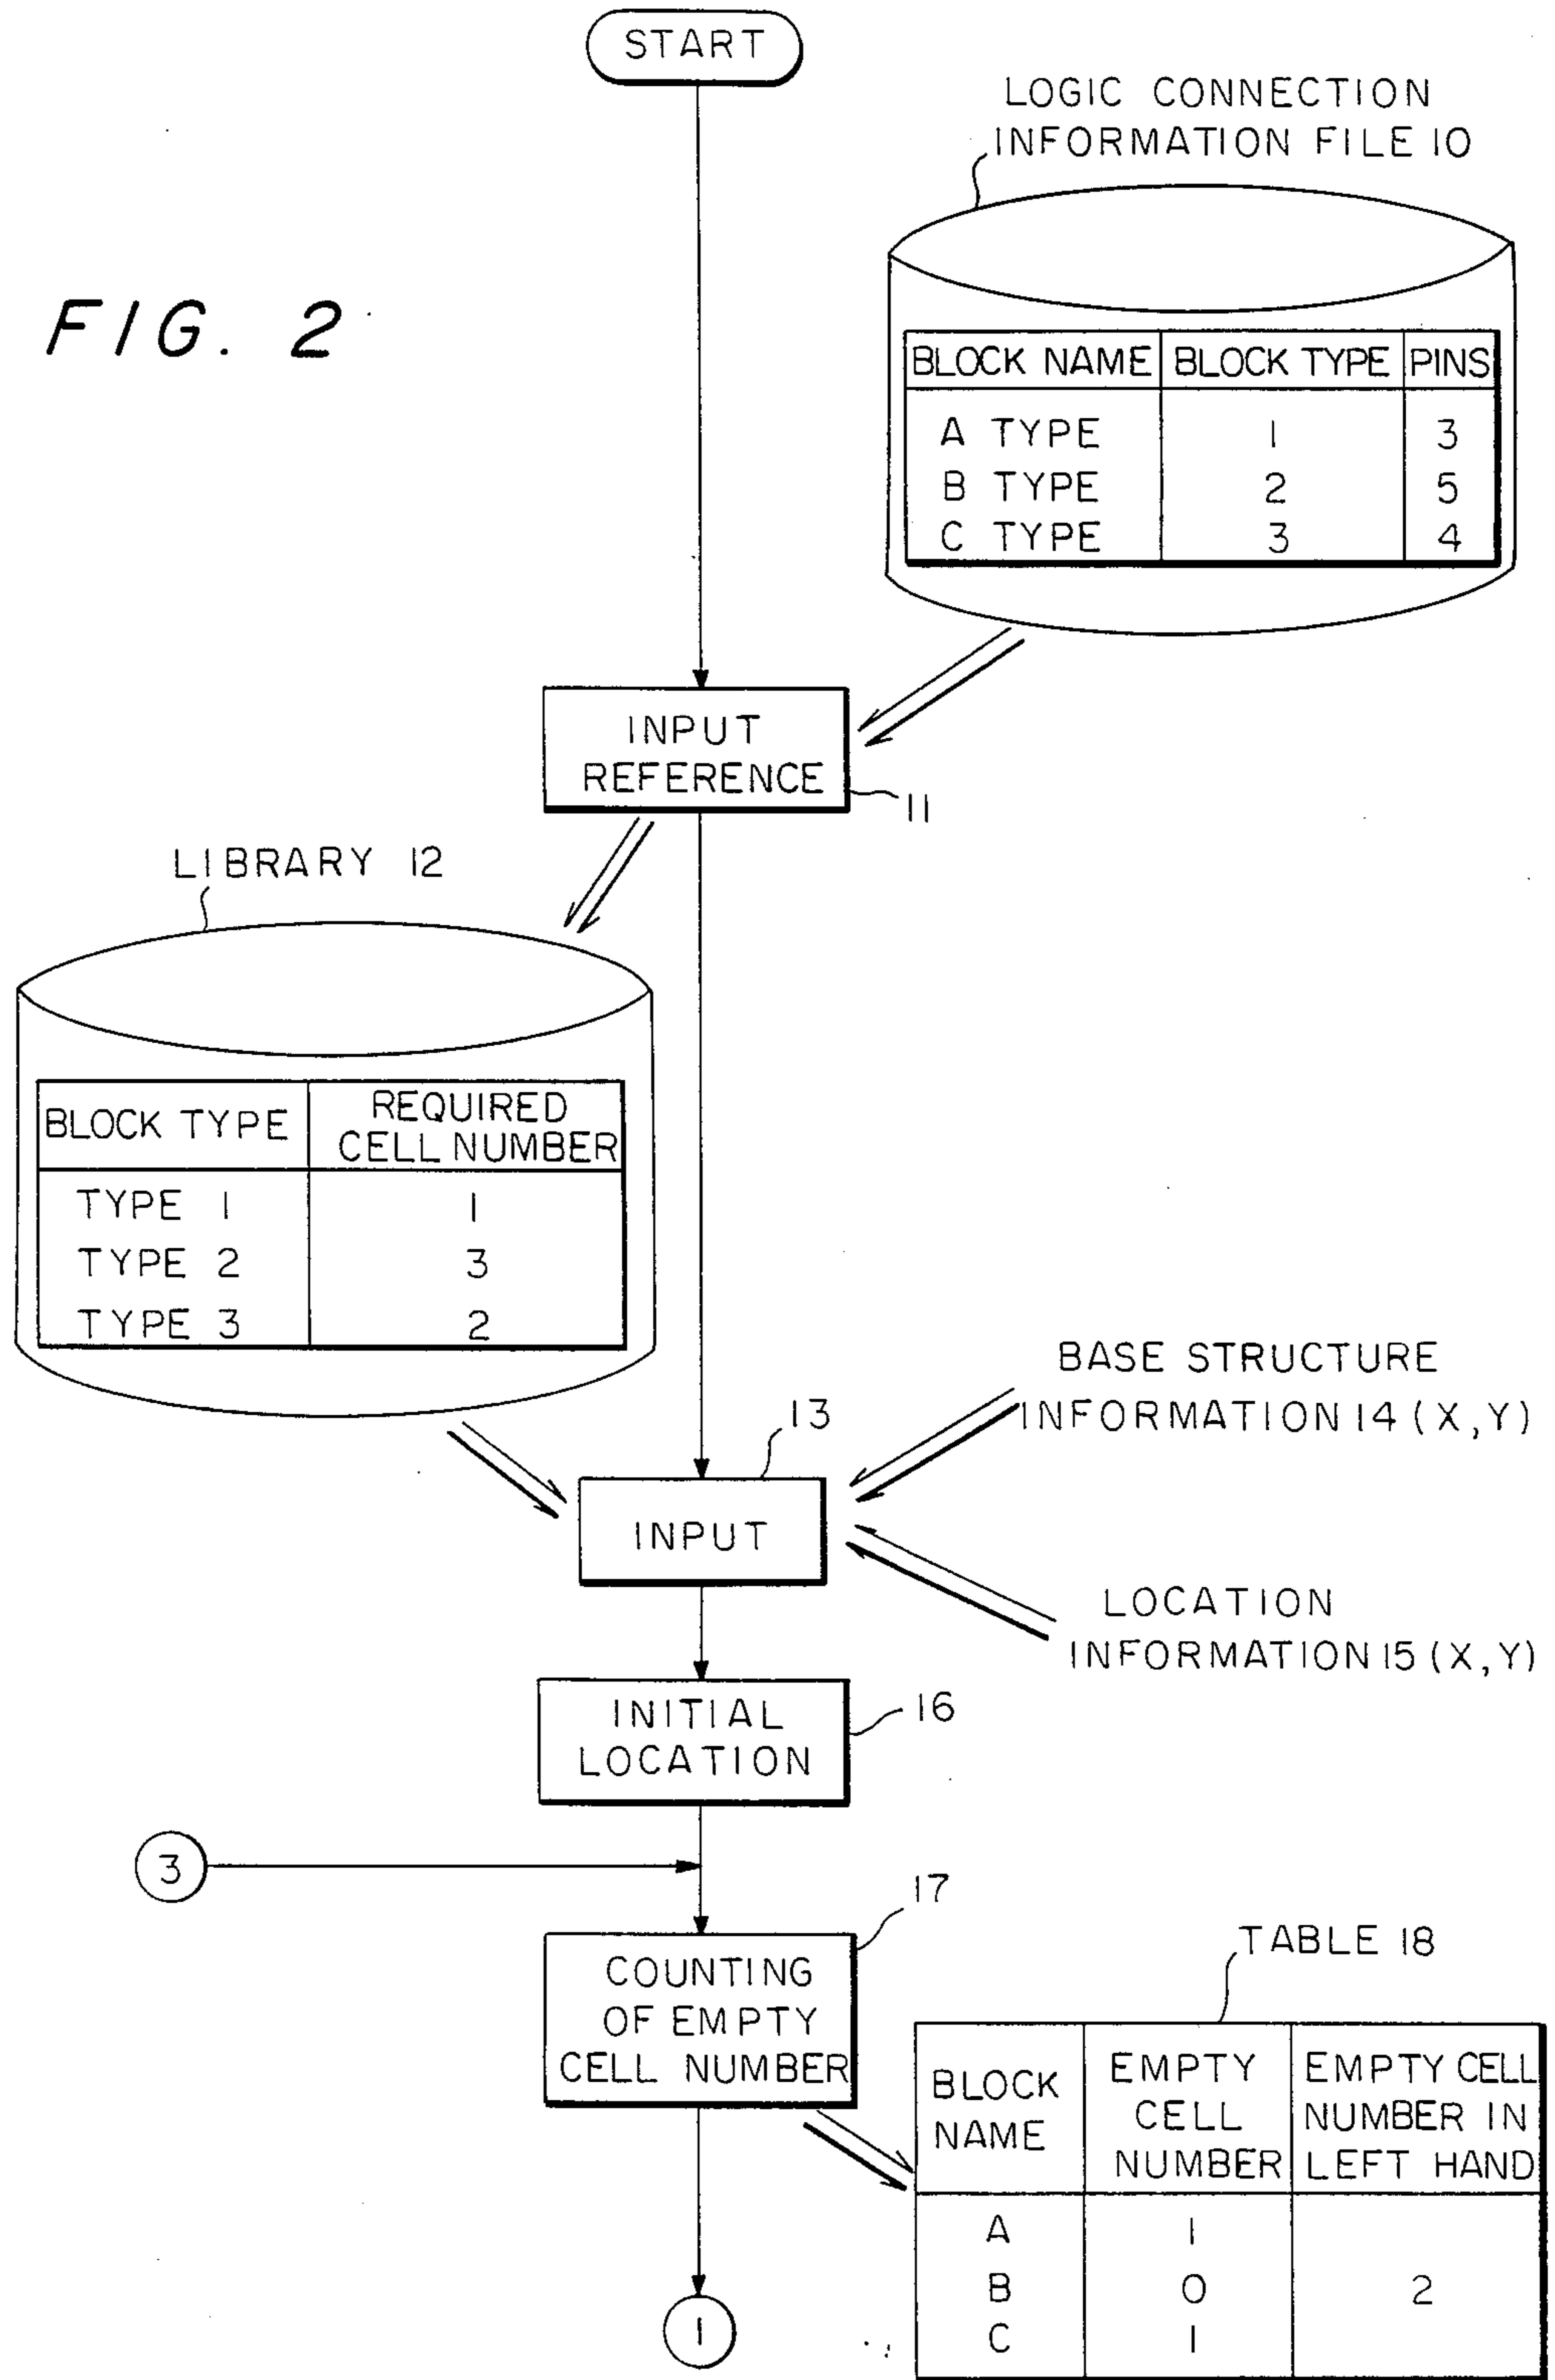 START
LOGIC CONNECTION
INFORMATION FILE 10
FIG. 2
BLOCK NAME BLOCK TYPE PINS
A TYPE 1 3
B TYPE 2 5
C TYPE 3 4
INPUT
REFERENCE
11
LIBRARY 12
BLOCK TYPE REQUIRED
CELL NUMBER
TYPE 1 1
TYPE 2 3
TYPE 3 2
BASE STRUCTURE
INFORMATION 14 (X,Y)
13
INPUT
LOCATION
INFORMATION 15 (X,Y)
INITIAL
LOCATION
16
3
17
COUNTING
OF EMPTY
CELL NUMBER
TABLE 18
BLOCK
NAME
EMPTY
CELL
NUMBER
EMPTY CELL
NUMBER IN
LEFT HAND
A 1
B 0 2
C 1
1